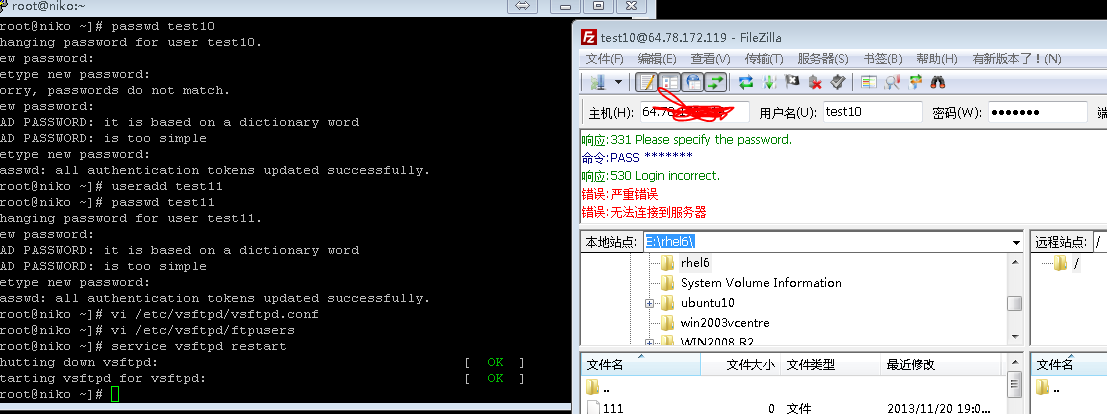 root@niko:~
root@niko ~]# passwd test10
hanging password for user test10.
ew password:
etype new password:
orry, passwords do not match.
ew password:
AD PASSWORD: it is based on a dictionary word
AD PASSWORD: is too simple
etype new password:
asswd: all authentication tokens updated successfully.
root@niko ~]# useradd test11
root@niko ~]# passwd test11
hanging password for user test11.
ew password:
AD PASSWORD: it is based on a dictionary word
AD PASSWORD: is too simple
etype new password:
asswd: all authentication tokens updated successfully.
root@niko ~]# vi /etc/vsftpd/vsftpd.conf
root@niko ~]# vi /etc/vsftpd/ftpusers
root@niko ~]# service vsftpd restart
hutting down vsftpd: [ OK ]
tarting vsftpd for vsftpd: [ OK ]
root@niko ~]#
test10@64.78.172.119 - FileZilla
文件(F) 编辑(E) 查看(V) 传输(T) 服务器(S) 书签(B) 帮助(H) 有新版本了！(N)
主机(H): 64.78. 用户名(U): test10 密码(W): ●●●●●●● 端
响应:331 Please specify the password.
命令:PASS *******
响应:530 Login incorrect.
错误:严重错误
错误:无法连接到服务器
本地站点: E:\rhel6\ 远程站点: /
rhel6
System Volume Information
ubuntu10
win2003vcentre
WIN2008 R2
/
文件名 文件大小 文件类型 最近修改 文件名
..
111 0 文件 2013/11/20 19:0...
..